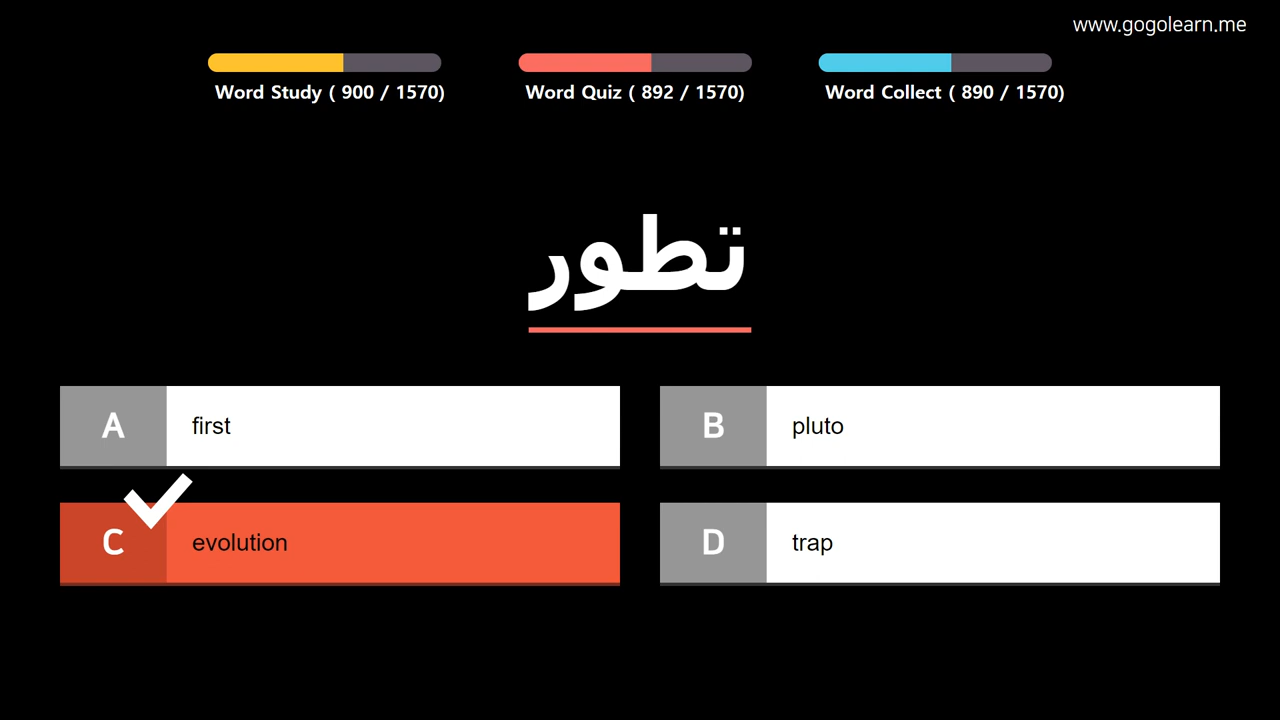 www.gogolearn.me
Word Study ( 900 / 1570)
Word Quiz ( 892 / 1570)
Word Collect ( 890 / 1570)
تطور
A first
B pluto
C evolution
D trap